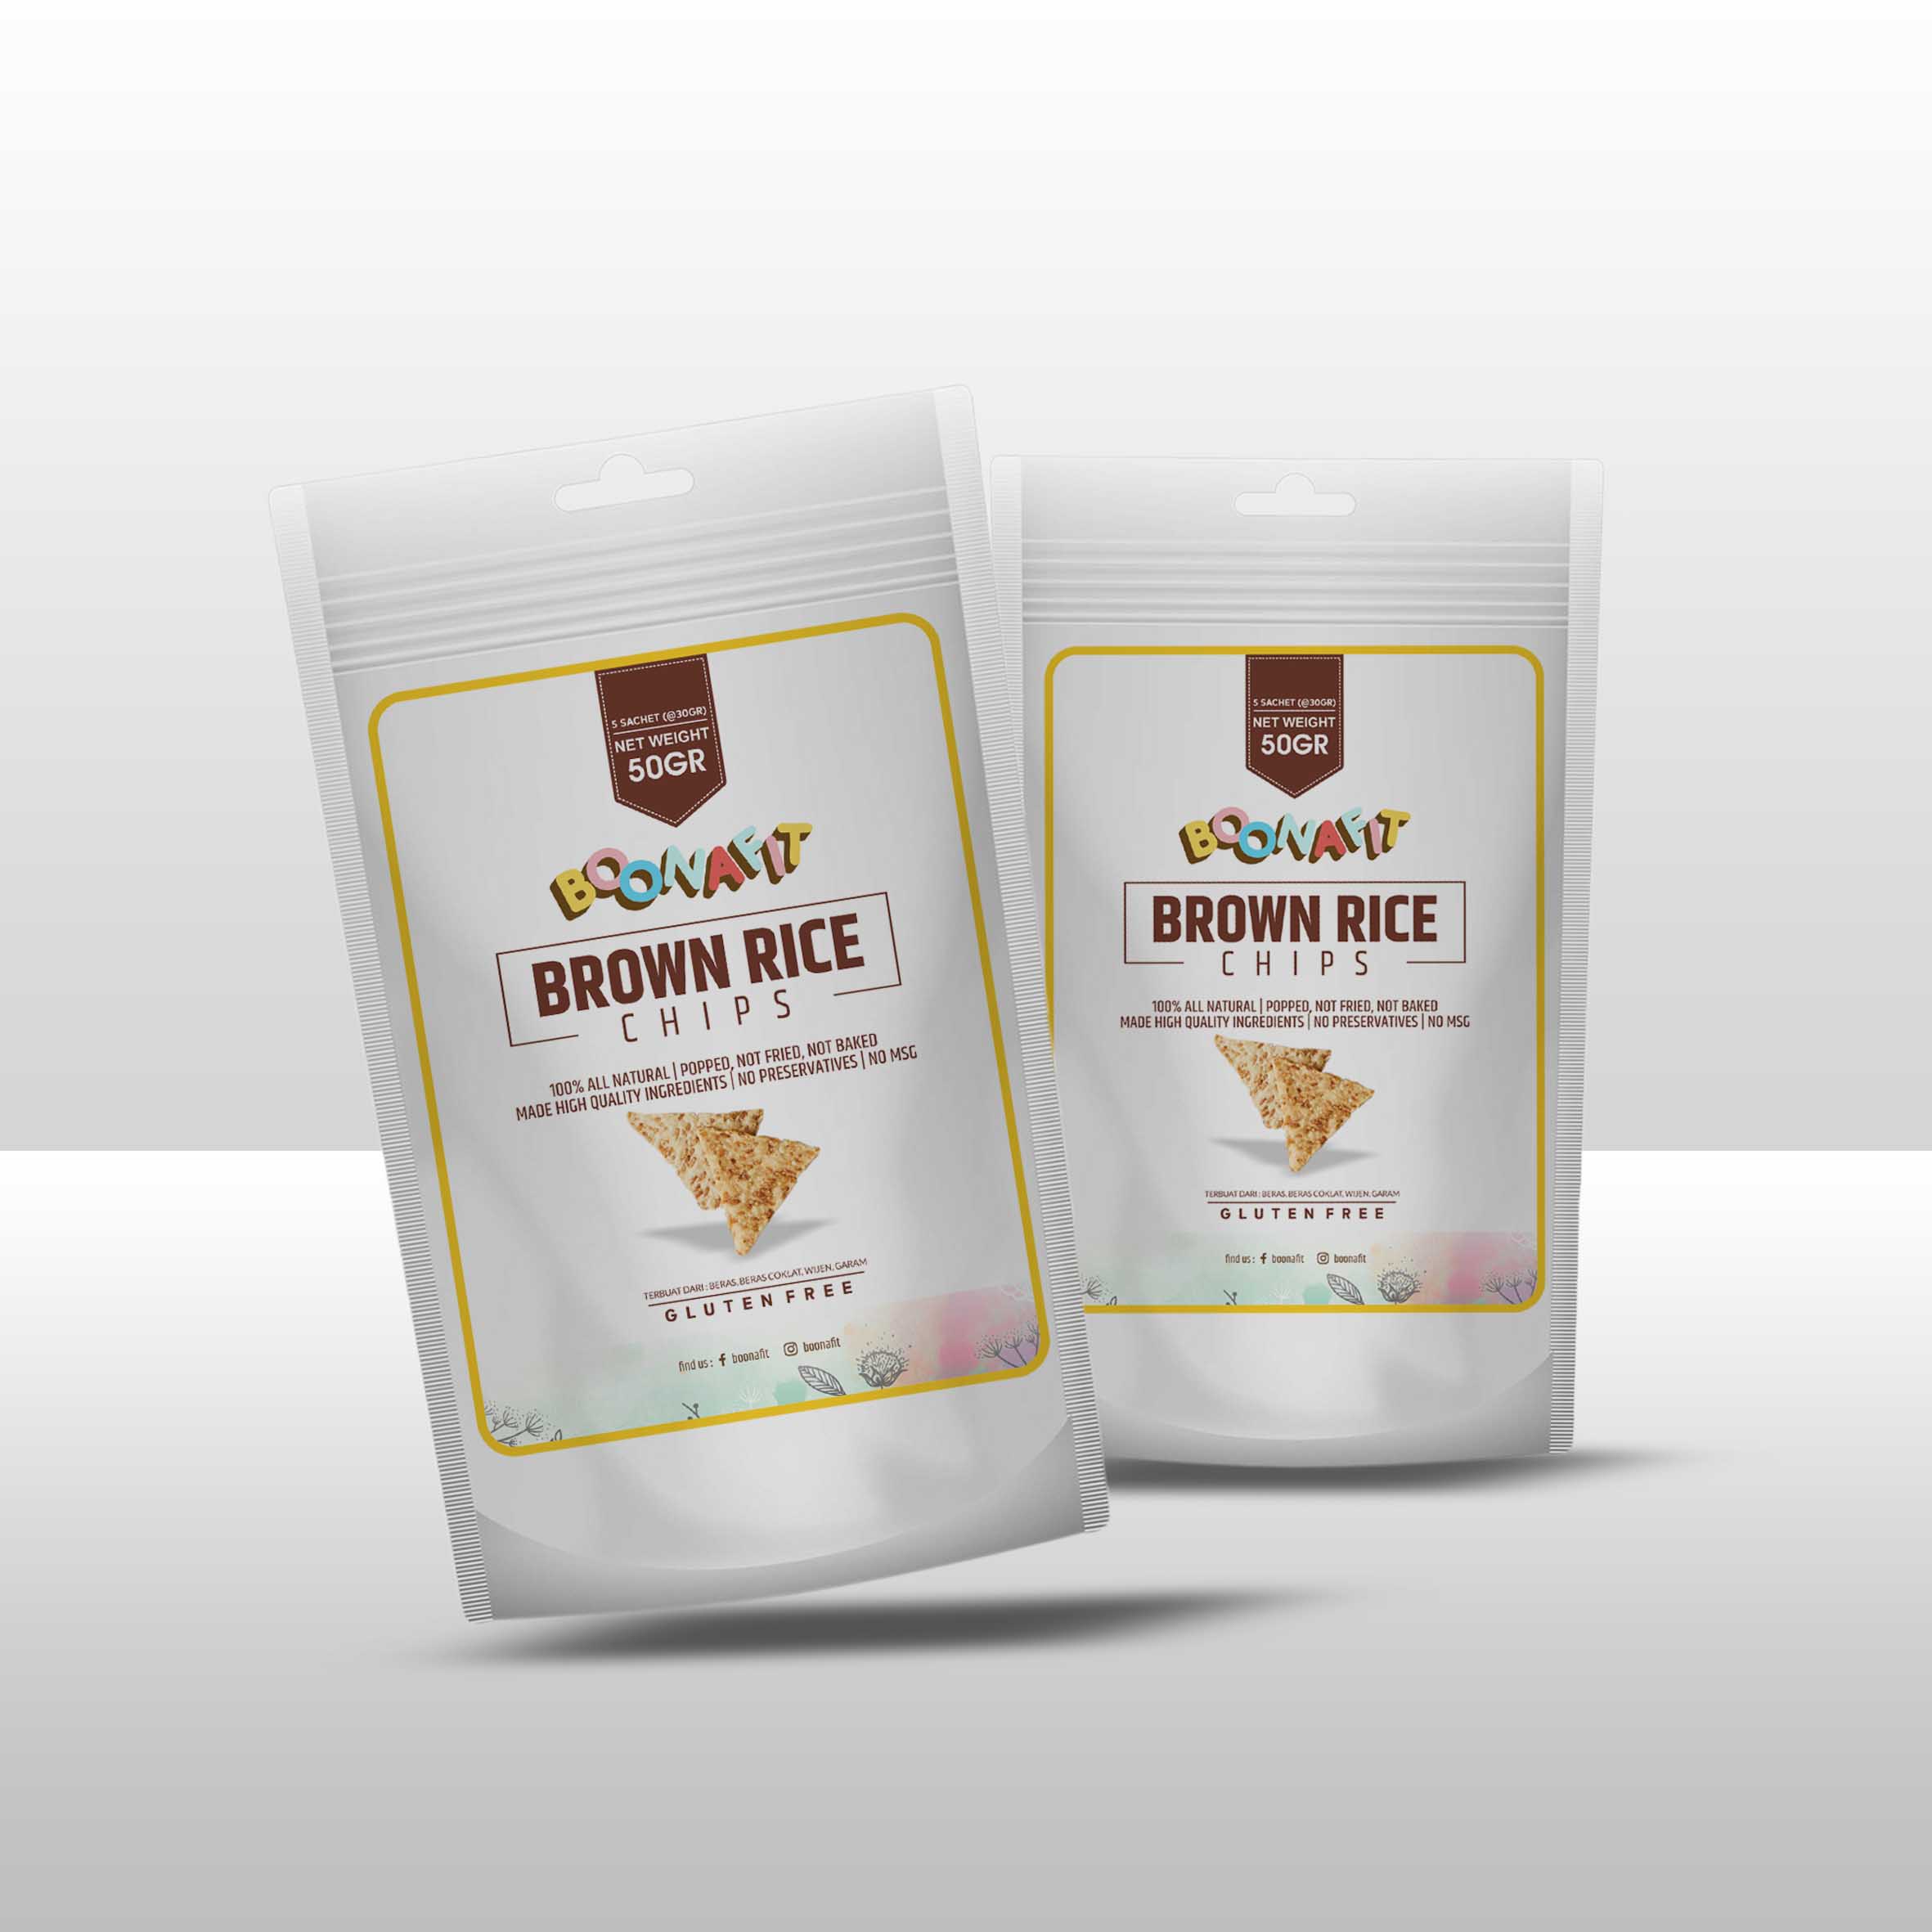 5 SACHET (@30GR)
NET WEIGHT
50GR
BOONAFIT
BROWN RICE
CHIPS
100% ALL NATURAL | POPPED, NOT FRIED, NOT BAKED
MADE HIGH QUALITY INGREDIENTS | NO PRESERVATIVES | NO MSG
TERBUAT DARI : BERAS, BERAS COKLAT, WIJEN, GARAM
GLUTEN FREE
find us : boonafit boonafit
5 SACHET (@30GR)
NET WEIGHT
50GR
BOONAFIT
BROWN RICE
CHIPS
100% ALL NATURAL | POPPED, NOT FRIED, NOT BAKED
MADE HIGH QUALITY INGREDIENTS | NO PRESERVATIVES | NO MSG
TERBUAT DARI : BERAS, BERAS COKLAT, WIJEN, GARAM
GLUTEN FREE
find us : boonafit boonafit